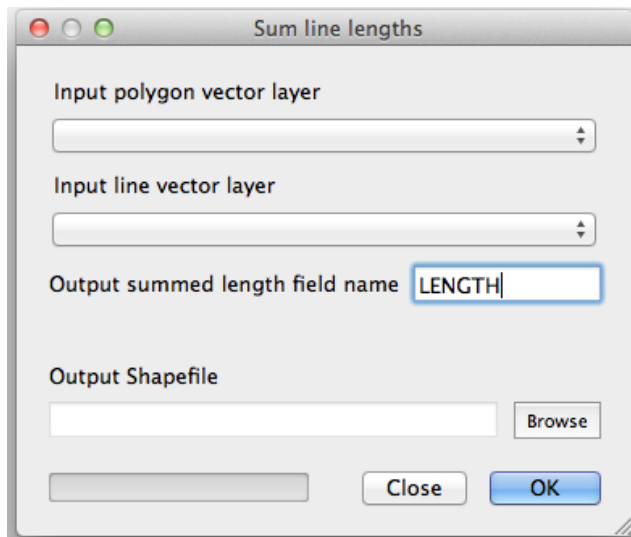 Sum line lengths
Input polygon vector layer
Input line vector layer
Output summed length field name LENGTH
Output Shapefile
Browse
Close OK